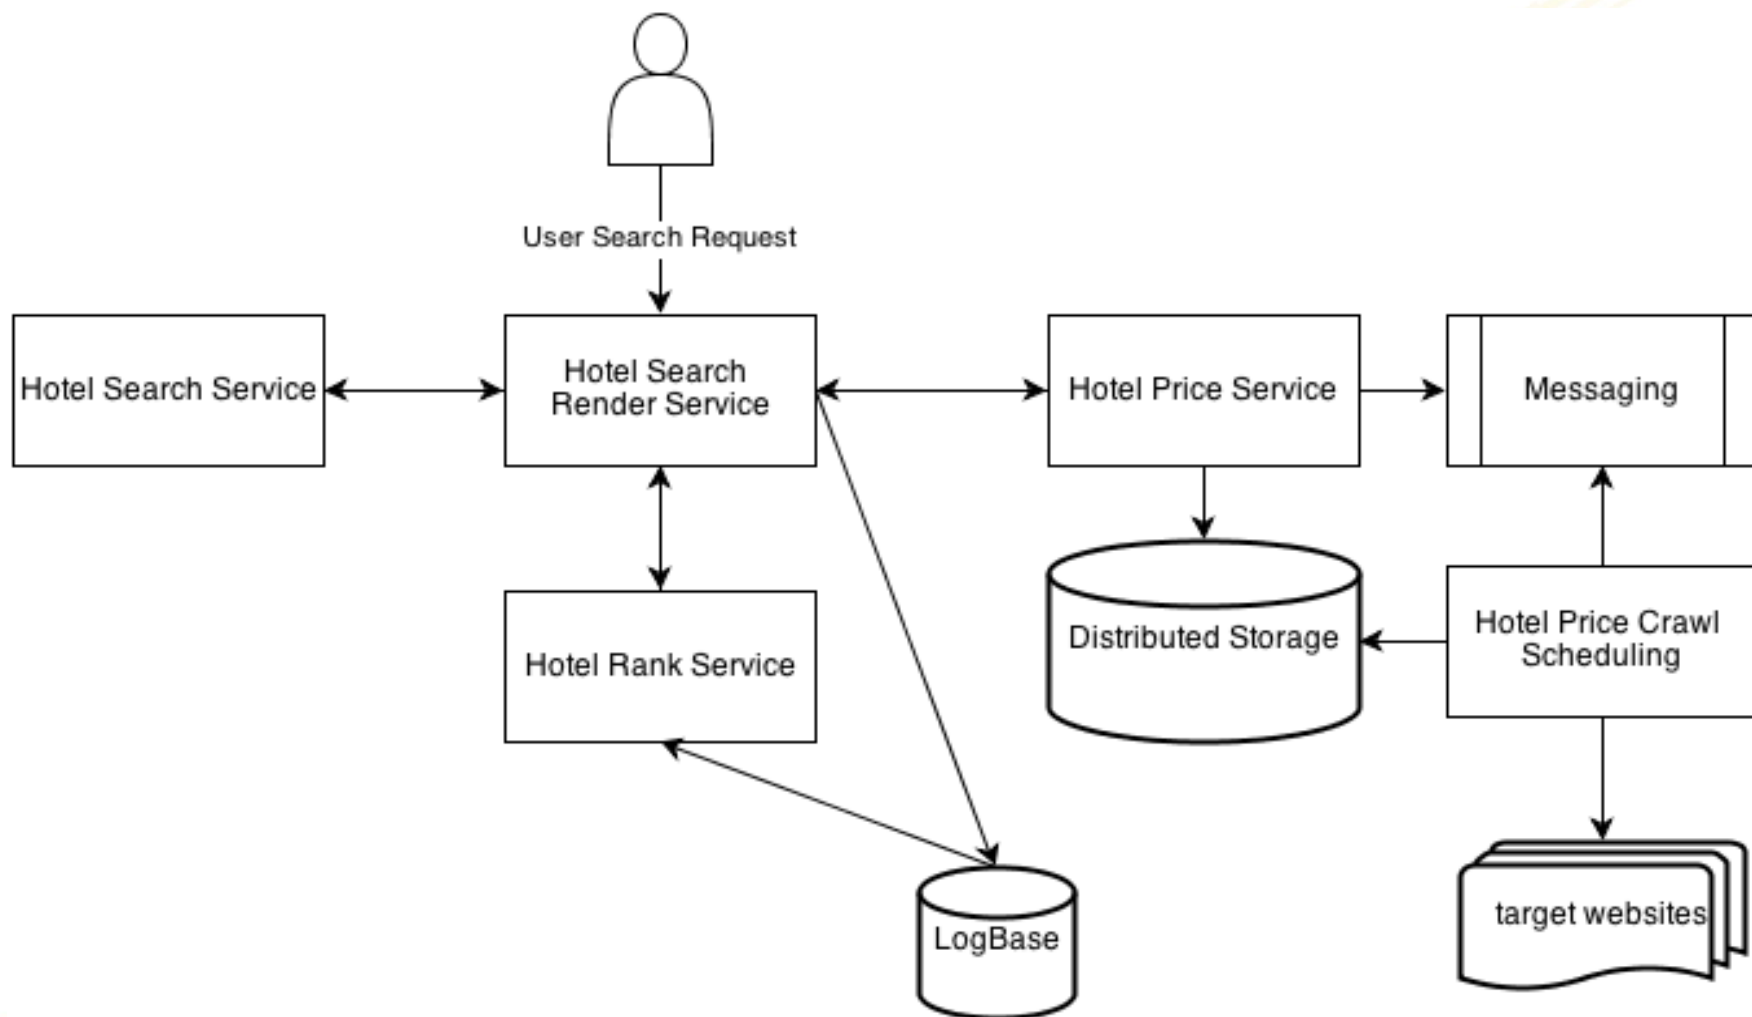 User Search Request
Hotel Search Service
Hotel Search
Render Service
Hotel Price Service
Messaging
Hotel Rank Service
Distributed Storage
Hotel Price Crawl
Scheduling
LogBase
target websites